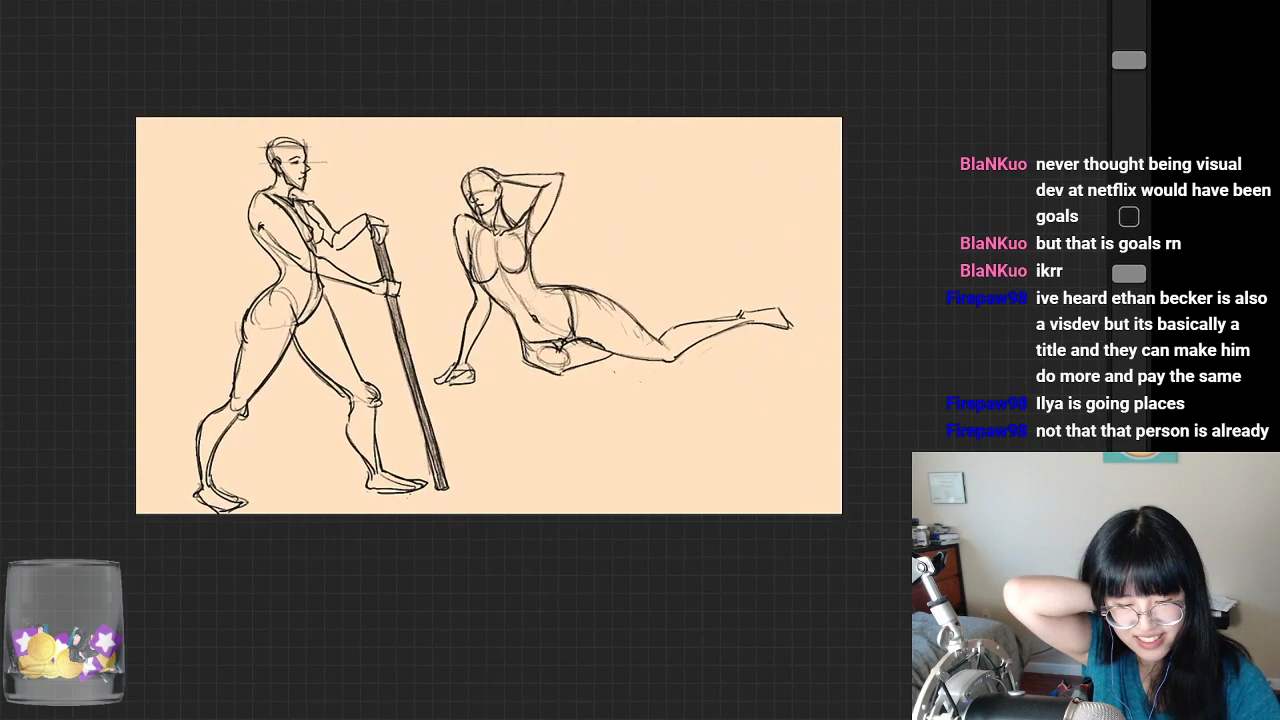 BlaNKuo never thought being visual
dev at netflix would have been
goals
BlaNKuo but that is goals rn
BlaNKuo ikrr
Firepaw98 ive heard ethan becker is also
a visdev but its basically a
title and they can make him
do more and pay the same
Firepaw98 Ilya is going places
Firepaw98 not that that person is already